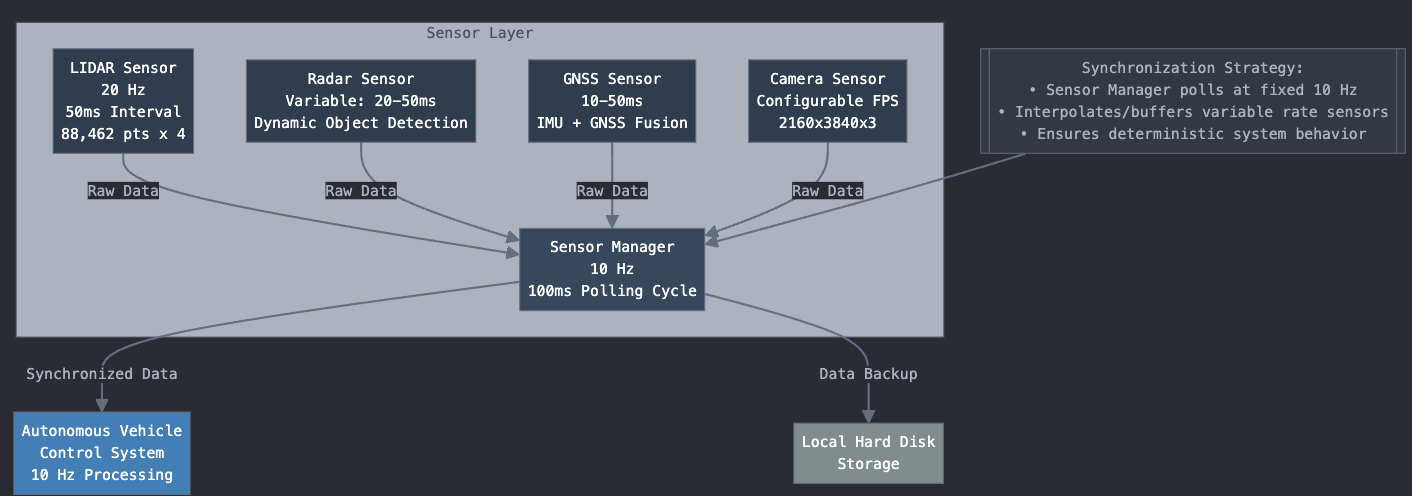 Sensor Layer
LIDAR Sensor
20 Hz
50ms Interval
88,462 pts x 4
Radar Sensor
Variable: 20–50ms
Dynamic Object Detection
GNSS Sensor
10–50ms
IMU + GNSS Fusion
Camera Sensor
Configurable FPS
2160x3840x3
Synchronization Strategy:
• Sensor Manager polls at fixed 10 Hz
• Interpolates/buffers variable rate sensors
• Ensures deterministic system behavior
Raw Data
Raw Data
Raw Data
Raw Data
Sensor Manager
10 Hz
100ms Polling Cycle
Synchronized Data
Data Backup
Autonomous Vehicle
Control System
10 Hz Processing
Local Hard Disk
Storage